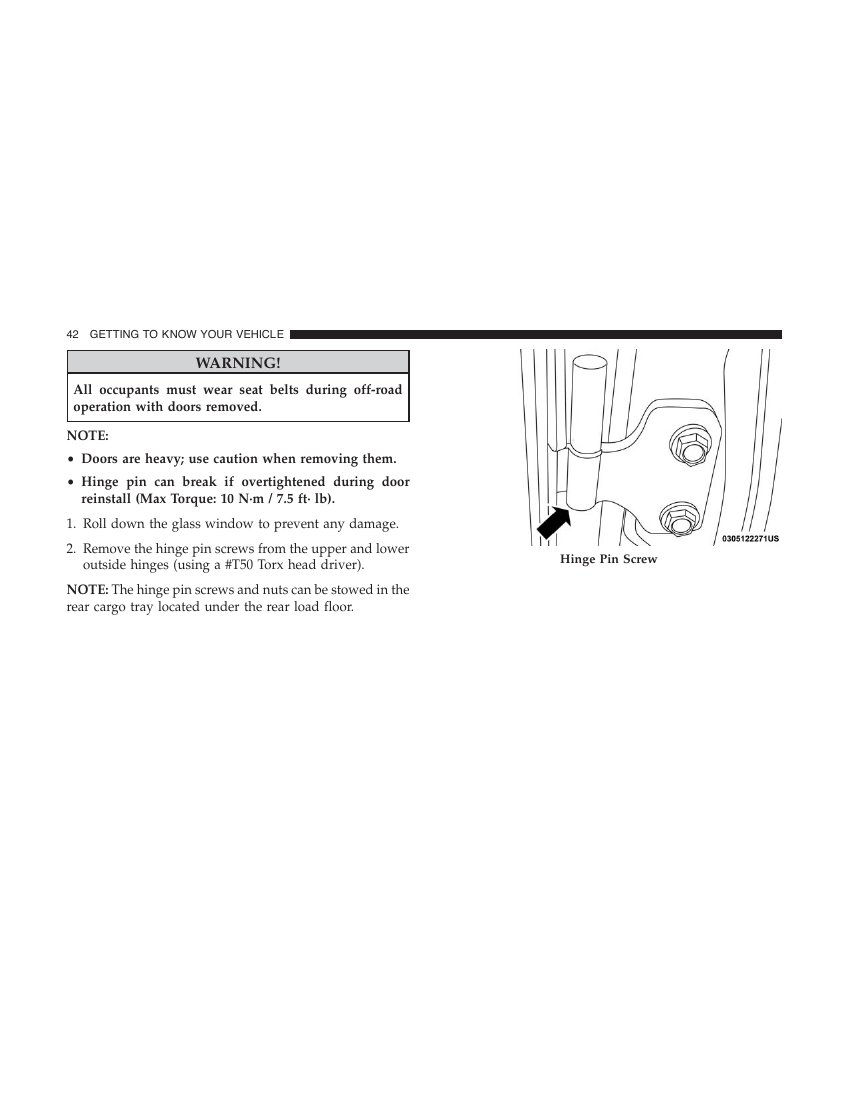 42 GETTING TO KNOW YOUR VEHICLE
WARNING!
All occupants must wear seat belts during off-road
operation with doors removed.
NOTE:
• Doors are heavy; use caution when removing them.
• Hinge pin can break if overtightened during door
reinstall (Max Torque: 10 N·m / 7.5 ft· lb).
1. Roll down the glass window to prevent any damage.
2. Remove the hinge pin screws from the upper and lower
outside hinges (using a #T50 Torx head driver).
NOTE: The hinge pin screws and nuts can be stowed in the
rear cargo tray located under the rear load floor.
0305122271US
Hinge Pin Screw